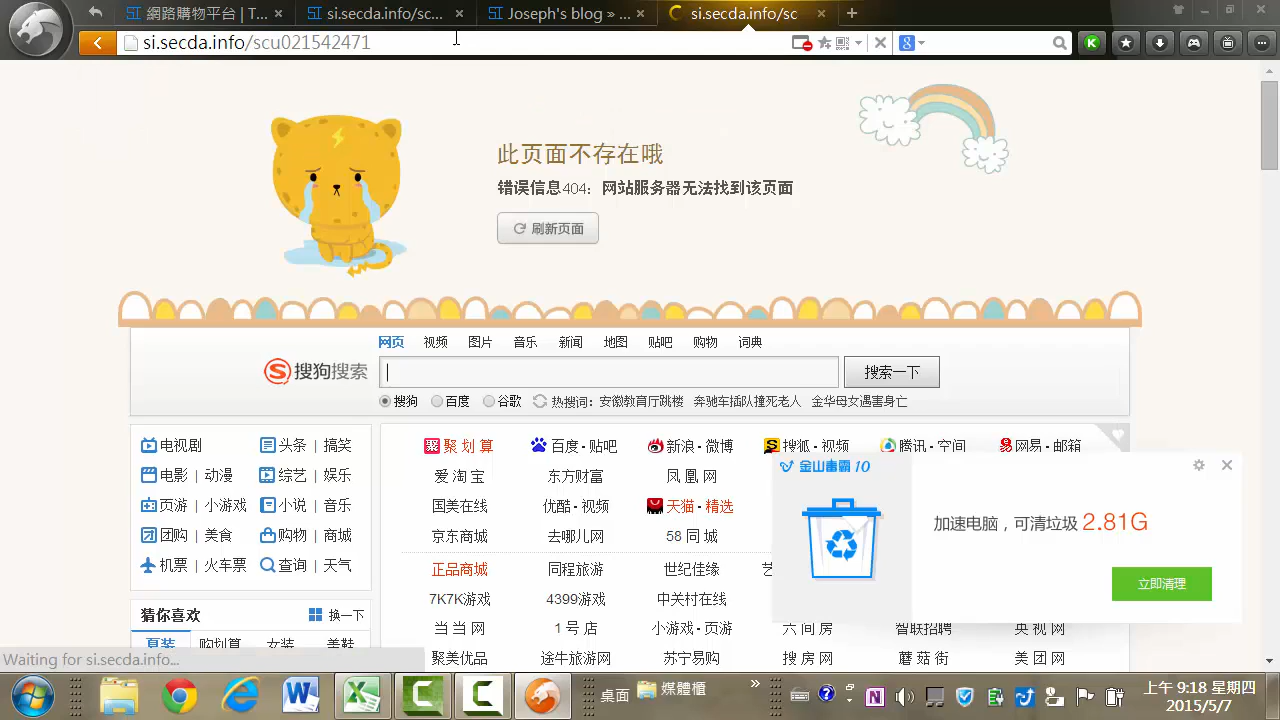 網路購物平台 | T...
si.secda.info/sc...
Joseph's blog » ...
si.secda.info/sc
si.secda.info/scu021542471
此页面不存在哦
错误信息404：网站服务器无法找到该页面
刷新页面
网页 视频 图片 音乐 新闻 地图 贴吧 购物 词典
搜狗搜索
搜索一下
搜狗 百度 谷歌 热搜词： 安徽教育厅跳楼 奔驰车插队撞死老人 金华母女遇害身亡
电视剧 头条 | 搞笑
电影 | 动漫 综艺 | 娱乐
页游 | 小游戏 小说 | 音乐
团购 | 美食 购物 | 商城
机票 | 火车票 查询 | 天气
猜你喜欢 换一下
夏装 购划算 女装 美鞋
聚划算 百度·贴吧 新浪·微博 搜狐·视频 腾讯·空间 网易·邮箱
爱淘宝 东方财富 凤凰网
国美在线 优酷·视频 天猫·精选
京东商城 去哪儿网 58同城
正品商城 同程旅游 世纪佳缘
7K7K游戏 4399游戏 中关村在线
当当网 1号店 小游戏·页游 六间房 智联招聘 央视网
聚美优品 途牛旅游网 苏宁易购 搜房网 蘑菇街 美团网
金山毒霸10
加速电脑，可清垃圾 2.81G
立即清理
Waiting for si.secda.info...
桌面
媒體櫃
上午 9:18 星期四
2015/5/7